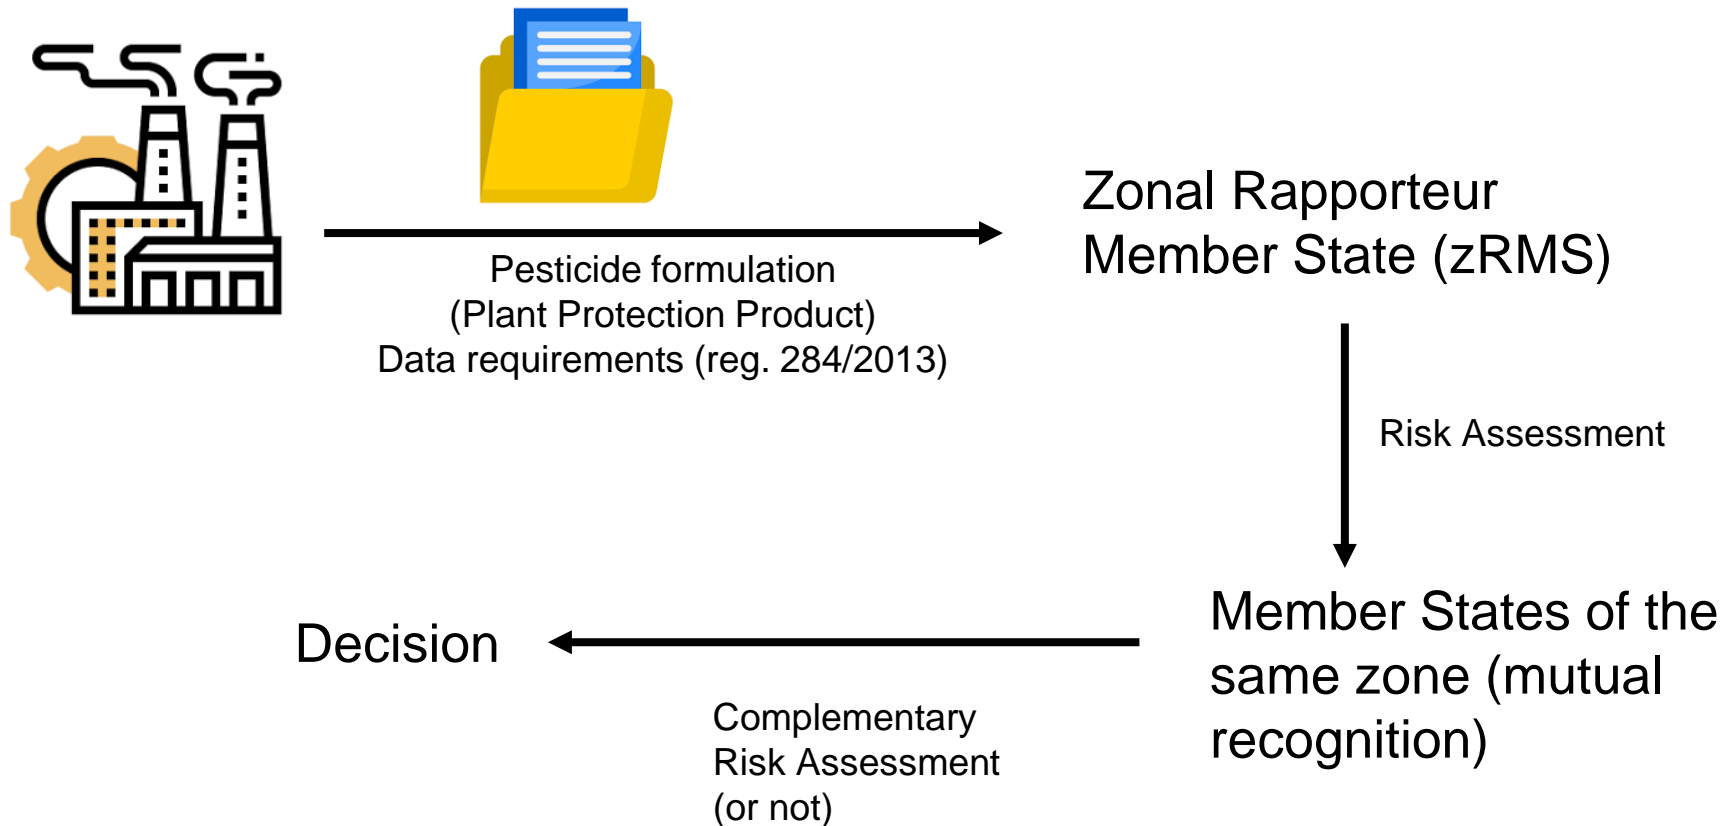 Pesticide formulation
(Plant Protection Product)
Data requirements (reg. 284/2013)
Zonal Rapporteur
Member State (zRMS)
Risk Assessment
Member States of the
same zone (mutual
recognition)
Complementary
Risk Assessment
(or not)
Decision